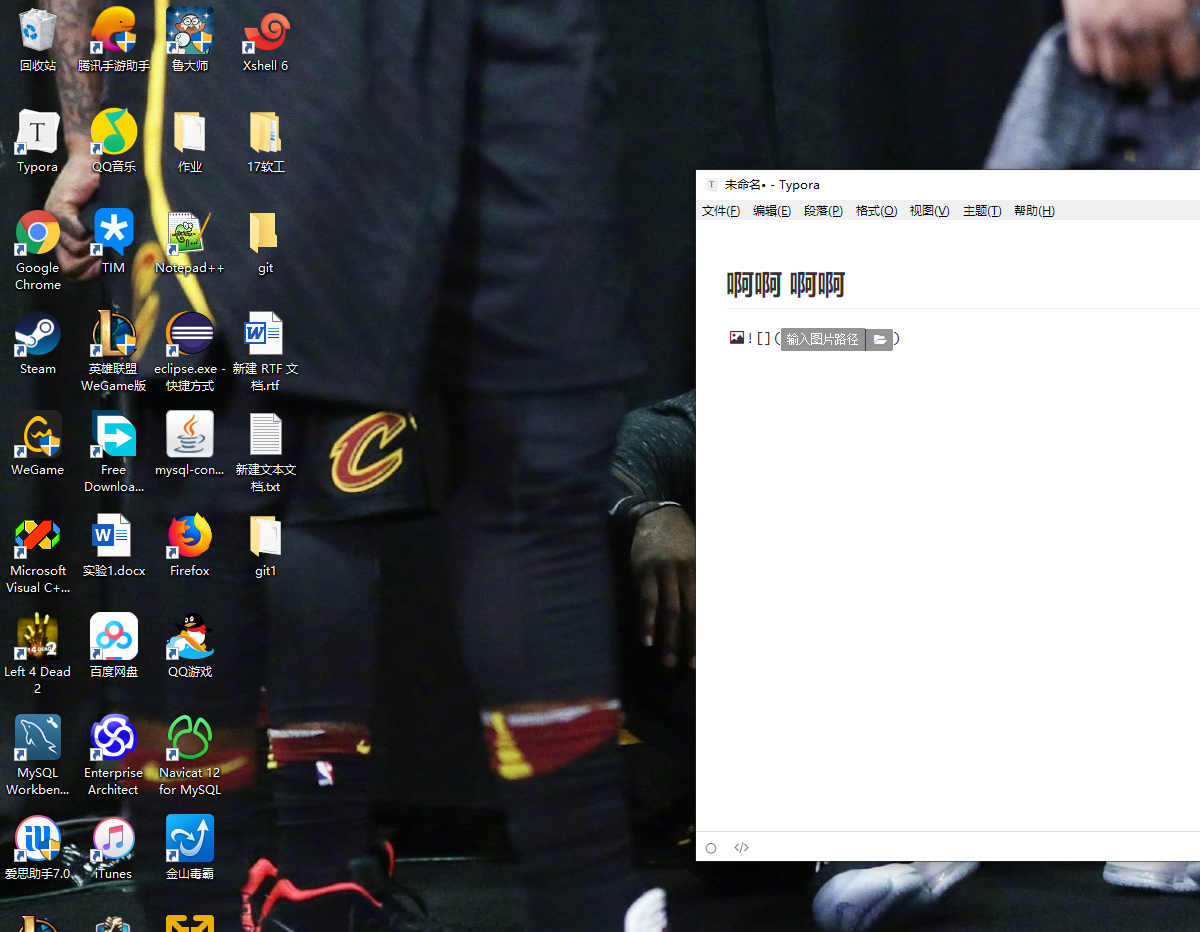 回收站
腾讯手游助手
鲁大师
Xshell 6
Typora
QQ音乐
作业
17软工
Google
Chrome
TIM
Notepad++
git
Steam
英雄联盟
WeGame版
eclipse.exe -
快捷方式
新建 RTF 文
档.rtf
WeGame
Free
Downloa...
mysql-con...
新建文本文
档.txt
Microsoft
Visual C+...
实验1.docx
Firefox
git1
Left 4 Dead
2
百度网盘
QQ游戏
MySQL
Workben...
Enterprise
Architect
Navicat 12
for MySQL
爱思助手7.0
iTunes
金山毒霸
未命名• - Typora
文件(F) 编辑(E) 段落(P) 格式(O) 视图(V) 主题(T) 帮助(H)
啊啊 啊啊
![](输入图片路径)